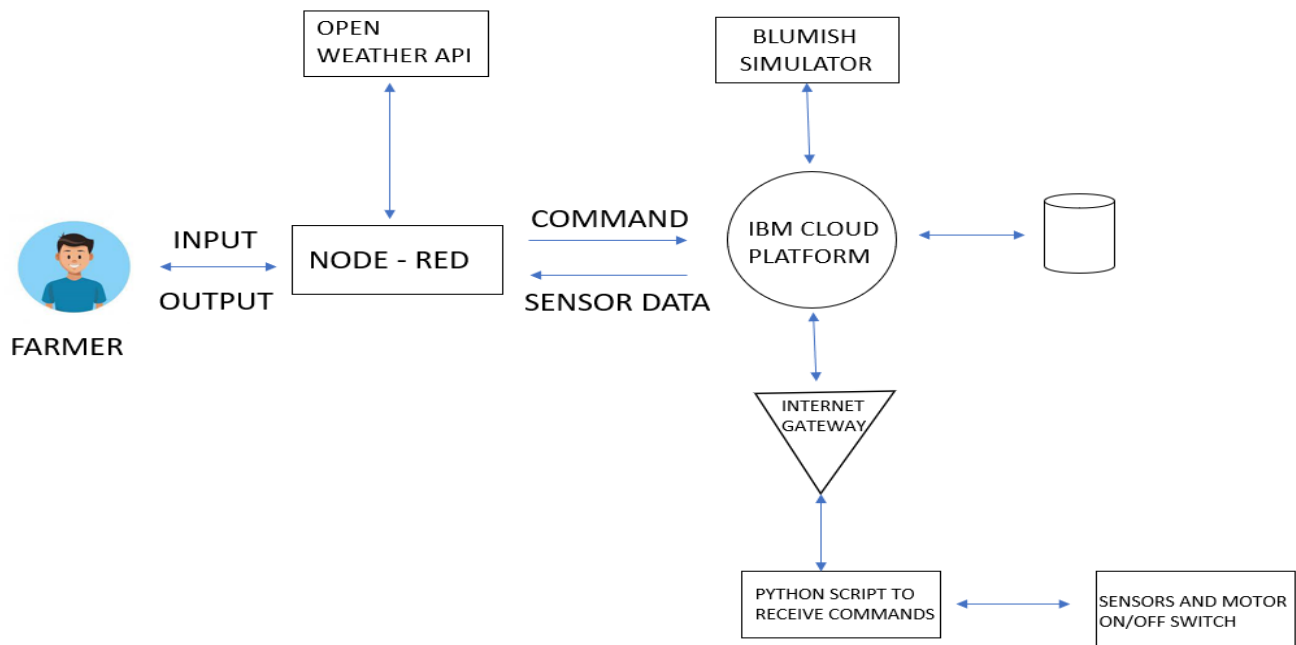 OPEN
WEATHER API
BLUMISH
SIMULATOR
INPUT
OUTPUT
FARMER
NODE - RED
COMMAND
SENSOR DATA
IBM CLOUD
PLATFORM
INTERNET
GATEWAY
PYTHON SCRIPT TO
RECEIVE COMMANDS
SENSORS AND MOTOR
ON/OFF SWITCH